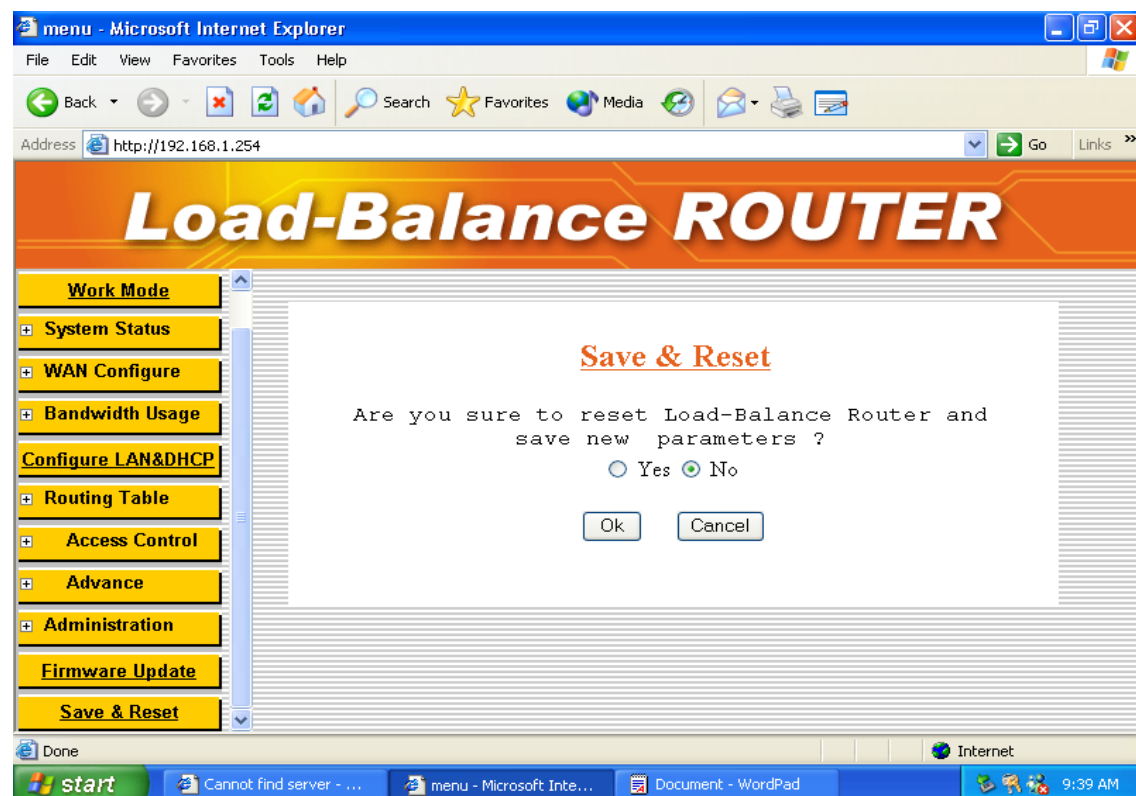 menu - Microsoft Internet Explorer
File Edit View Favorites Tools Help
Back Search Favorites Media
Address http://192.168.1.254 Go Links »
Load-Balance ROUTER
Work Mode
System Status
WAN Configure
Bandwidth Usage
Configure LAN&DHCP
Routing Table
Access Control
Advance
Administration
Firmware Update
Save & Reset
Save & Reset
Are you sure to reset Load-Balance Router and
save new parameters ?
Yes No
Ok Cancel
Done Internet
start Cannot find server - ... menu - Microsoft Inte... Document - WordPad 9:39 AM